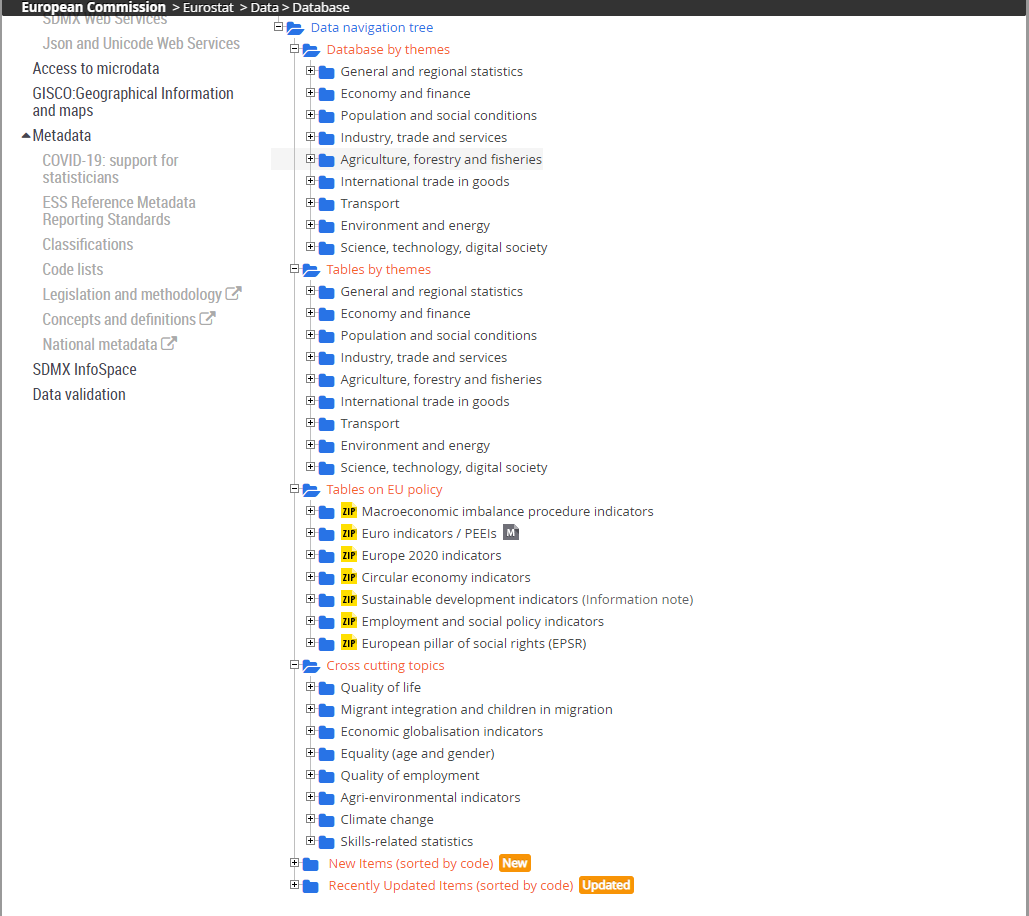 European Commission > Eurostat > Data > Database
SDMX Web Services
Json and Unicode Web Services
Access to microdata
GISCO:Geographical Information
and maps
Metadata
COVID-19: support for
statisticians
ESS Reference Metadata
Reporting Standards
Classifications
Code lists
Legislation and methodology
Concepts and definitions
National metadata
SDMX InfoSpace
Data validation
Data navigation tree
Database by themes
General and regional statistics
Economy and finance
Population and social conditions
Industry, trade and services
Agriculture, forestry and fisheries
International trade in goods
Transport
Environment and energy
Science, technology, digital society
Tables by themes
General and regional statistics
Economy and finance
Population and social conditions
Industry, trade and services
Agriculture, forestry and fisheries
International trade in goods
Transport
Environment and energy
Science, technology, digital society
Tables on EU policy
ZIP Macroeconomic imbalance procedure indicators
ZIP Euro indicators / PEEIs M
ZIP Europe 2020 indicators
ZIP Circular economy indicators
ZIP Sustainable development indicators (Information note)
ZIP Employment and social policy indicators
ZIP European pillar of social rights (EPSR)
Cross cutting topics
Quality of life
Migrant integration and children in migration
Economic globalisation indicators
Equality (age and gender)
Quality of employment
Agri-environmental indicators
Climate change
Skills-related statistics
New Items (sorted by code) New
Recently Updated Items (sorted by code) Updated